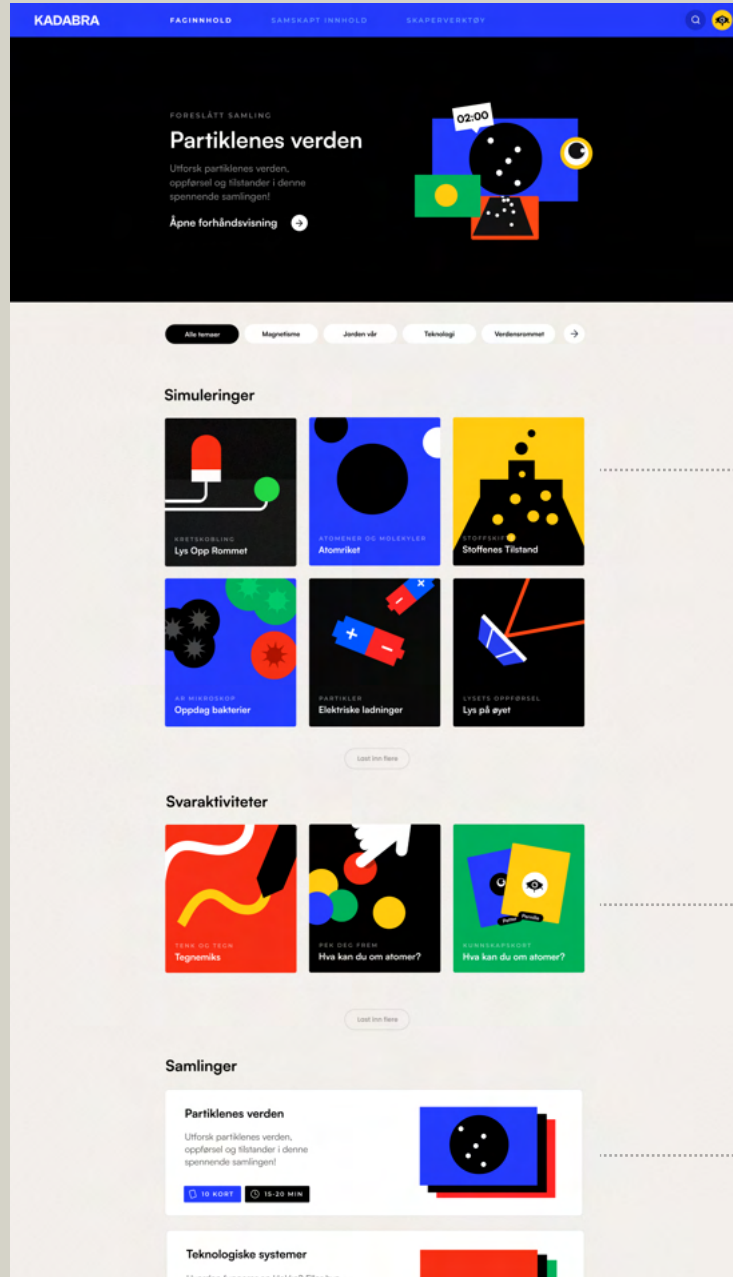 KADABRA
FAGINNHOLD
SAMSKAPT INNHOLD
SKAPERVERKTØY
FORESLÅTT SAMLING
Partiklenes verden
Utforsk partiklenes verden,
oppførsel og tilstander i denne
spennende samlingen!
Åpne forhåndsvisning
02:00
Alle temaer
Magnetisme
Jorden vår
Teknologi
Verdensrommet
Simuleringer
KRETSKOBLING
Lys Opp Rommet
ATOMENER OG MOLEKYLER
Atomriket
STOFFSKIFT
Stoffenes Tilstand
AR MIKROSKOP
Oppdag bakterier
+
-
+
-
PARTIKLER
Elektriske ladninger
LYSETS OPPFØRSEL
Lys på øyet
Last inn flere
Svaraktiviteter
TENK OG TEGN
Tegnemiks
PEK DEG FREM
Hva kan du om atomer?
Petter
Pernille
KUNNSKAPSKORT
Hva kan du om atomer?
Last inn flere
Samlinger
Partiklenes verden
Utforsk partiklenes verden,
oppførsel og tilstander i denne
spennende samlingen!
10 KORT
15-20 MIN
Teknologiske systemer